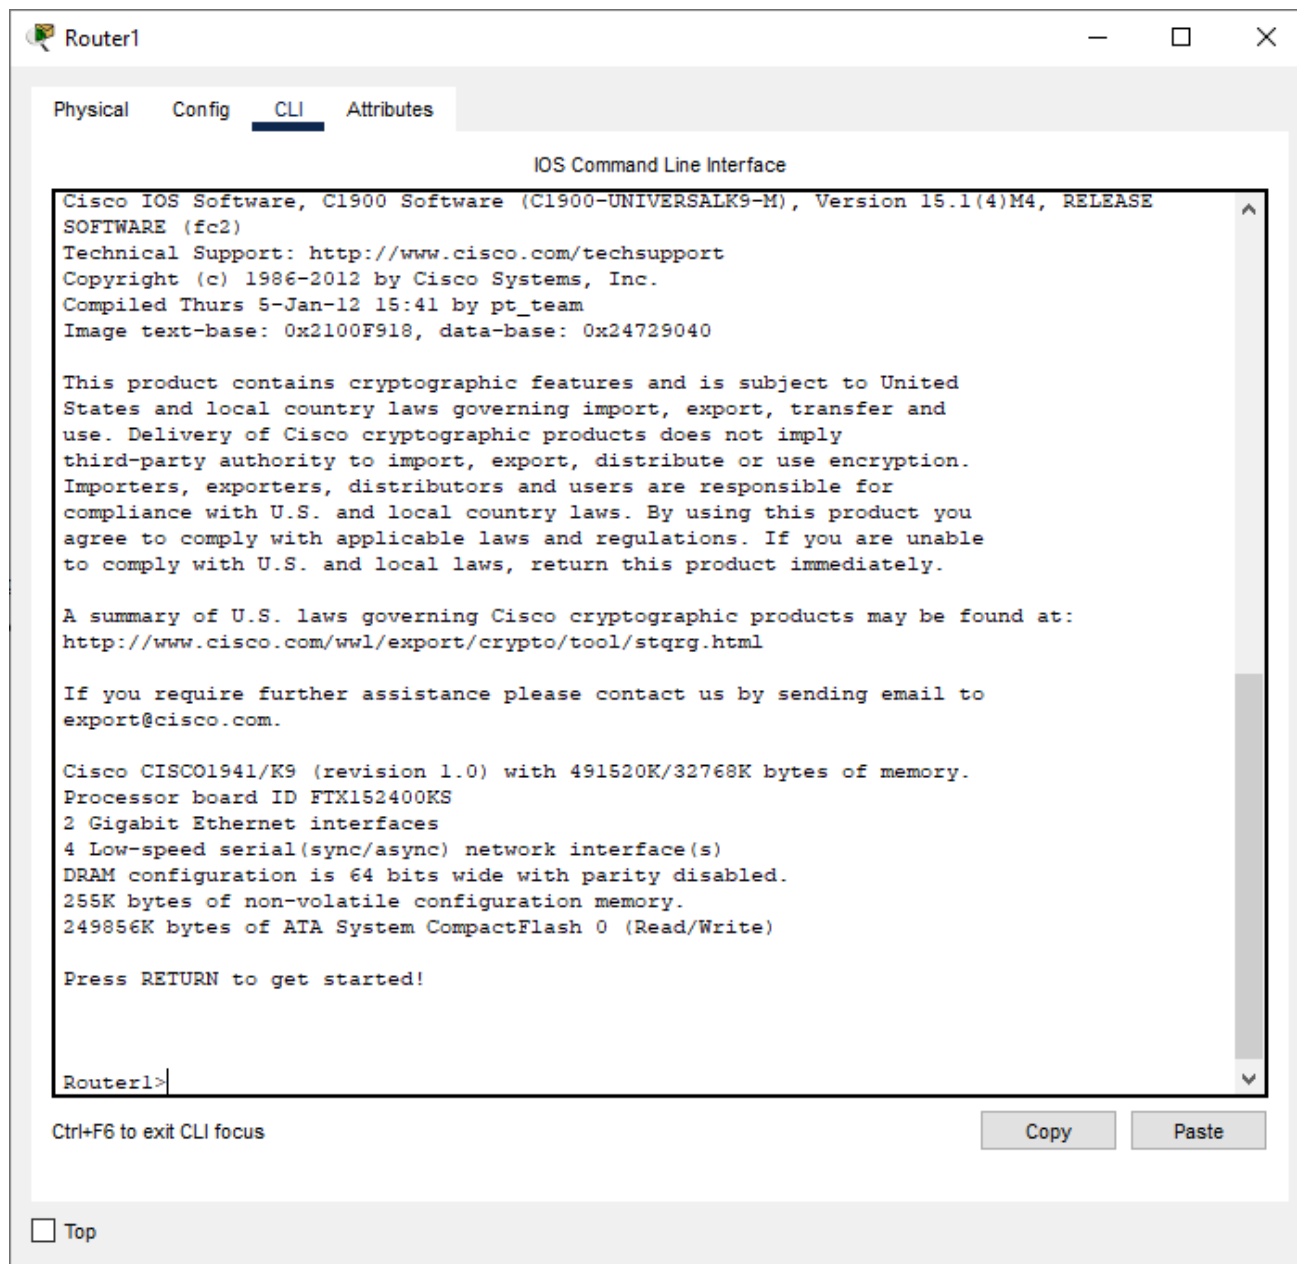 Router1
Physical Config CLI Attributes
IOS Command Line Interface
Cisco IOS Software, C1900 Software (C1900-UNIVERSALK9-M), Version 15.1(4)M4, RELEASE
SOFTWARE (fc2)
Technical Support: http://www.cisco.com/techsupport
Copyright (c) 1986-2012 by Cisco Systems, Inc.
Compiled Thurs 5-Jan-12 15:41 by pt_team
Image text-base: 0x2100F918, data-base: 0x24729040
This product contains cryptographic features and is subject to United
States and local country laws governing import, export, transfer and
use. Delivery of Cisco cryptographic products does not imply
third-party authority to import, export, distribute or use encryption.
Importers, exporters, distributors and users are responsible for
compliance with U.S. and local country laws. By using this product you
agree to comply with applicable laws and regulations. If you are unable
to comply with U.S. and local laws, return this product immediately.
A summary of U.S. laws governing Cisco cryptographic products may be found at:
http://www.cisco.com/wwl/export/crypto/tool/stqrg.html
If you require further assistance please contact us by sending email to
export@cisco.com.
Cisco CISCO1941/K9 (revision 1.0) with 491520K/32768K bytes of memory.
Processor board ID FTX152400KS
2 Gigabit Ethernet interfaces
4 Low-speed serial(sync/async) network interface(s)
DRAM configuration is 64 bits wide with parity disabled.
255K bytes of non-volatile configuration memory.
249856K bytes of ATA System CompactFlash 0 (Read/Write)
Press RETURN to get started!
Router1>
Ctrl+F6 to exit CLI focus
Copy Paste
Top